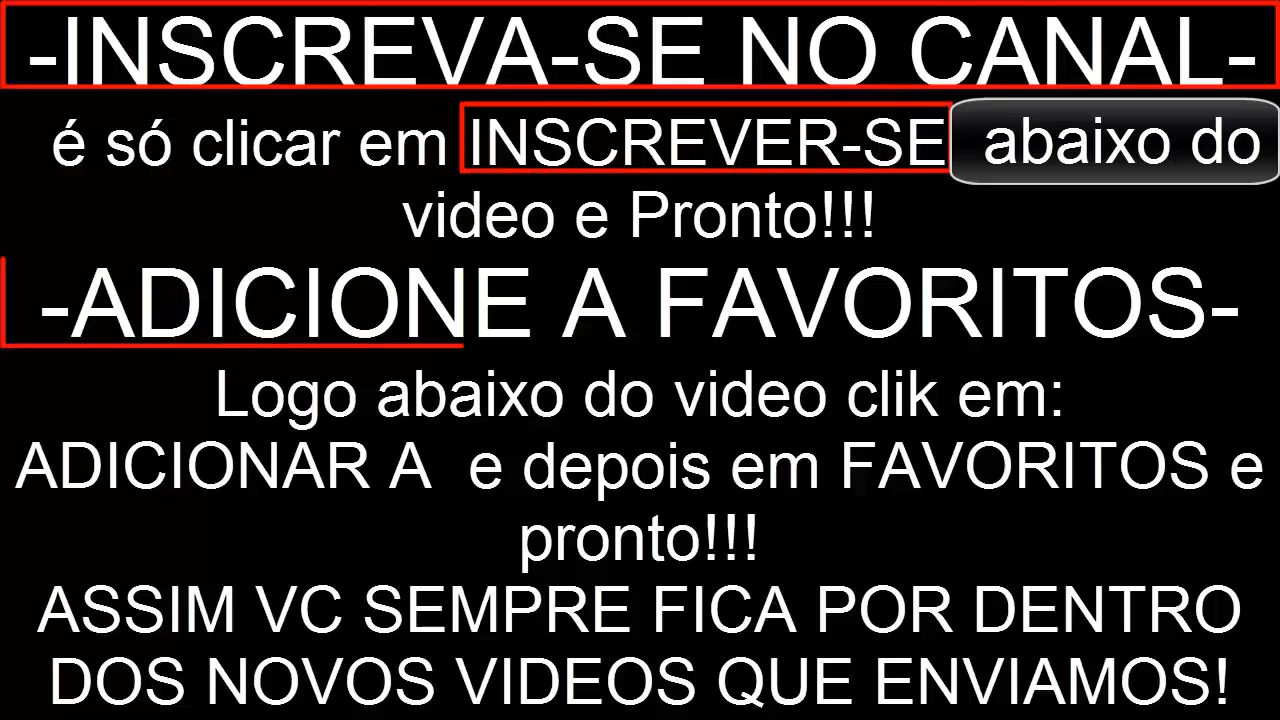 -INSCREVA-SE NO CANAL-
é só clicar em INSCREVER-SE abaixo do
video e Pronto!!!
-ADICIONE A FAVORITOS-
Logo abaixo do video clik em:
ADICIONAR A e depois em FAVORITOS e
pronto!!!
ASSIM VC SEMPRE FICA POR DENTRO
DOS NOVOS VIDEOS QUE ENVIAMOS!